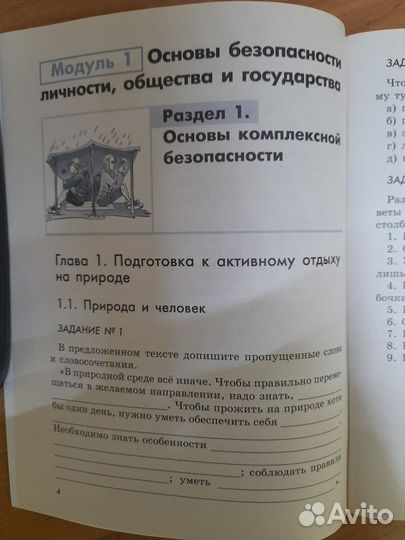 Модуль 1 Основы безопасности
личности, общества и государства
Раздел 1.
Основы комплексной
безопасности
Глава 1. Подготовка к активному отдыху
на природе
1.1. Природа и человек
ЗАДАНИЕ № 1
В предложенном тексте допишите пропущенные слова
и словосочетания.
«В природной среде всё иначе. Чтобы правильно переме-
щаться в желаемом направлении, надо знать,
. Чтобы прожить на природе хотя
бы один день, нужно уметь обеспечить себя
Необходимо знать особенности
; соблюдать правила
; уметь
».
4
ЗАД
Что
му ту
а)
б)
в)
г)
д)
ЗАД
Раз
веты
столб
1.
2.
3.
лишь
4.
бочки
5.
7.
8.
9.
Avito